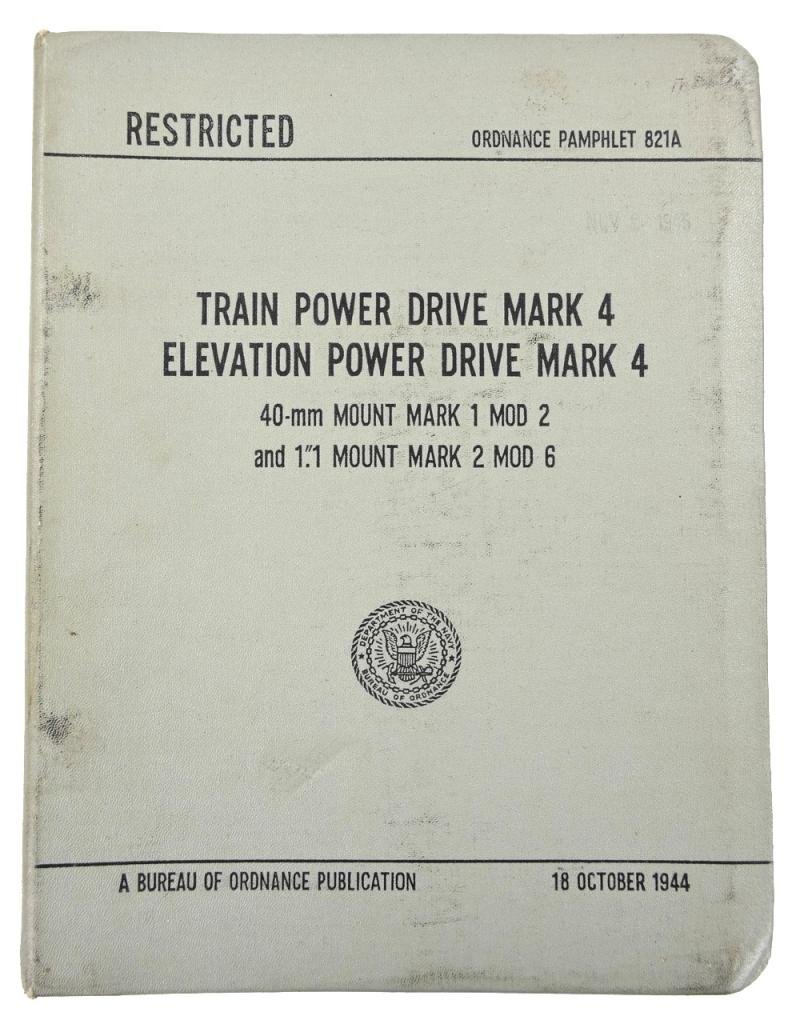 RESTRICTED
ORDNANCE PAMPHLET 821A
TRAIN POWER DRIVE MARK 4
ELEVATION POWER DRIVE MARK 4
40-mm MOUNT MARK 1 MOD 2
and 1".1 MOUNT MARK 2 MOD 6
DEPARTMENT OF THE NAVY
BUREAU OF ORDNANCE
A BUREAU OF ORDNANCE PUBLICATION
18 OCTOBER 1944